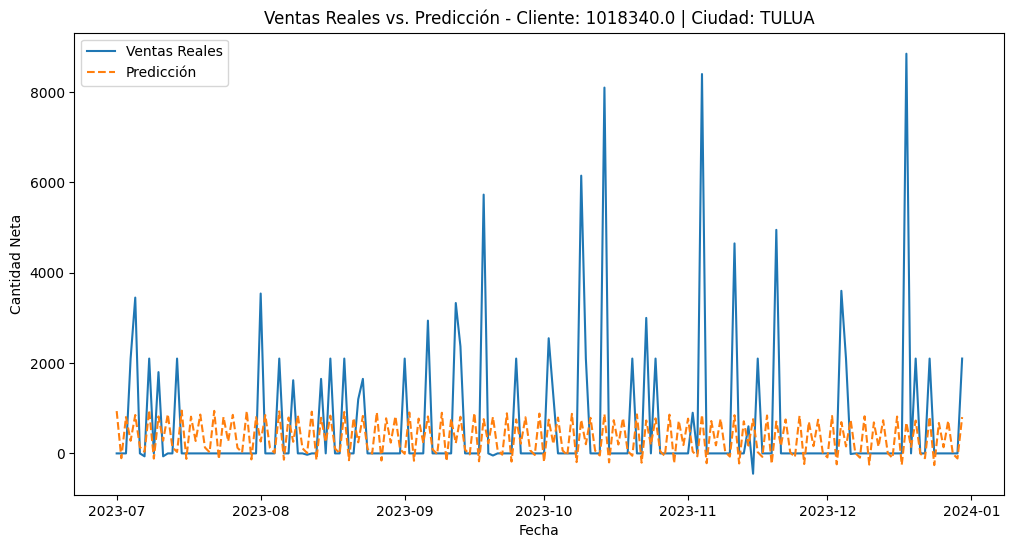 Ventas Reales vs. Predicción - Cliente: 1018340.0 | Ciudad: TULUA
Ventas Reales
Predicción
Cantidad Neta
8000
6000
4000
2000
0
2023-07
2023-08
2023-09
2023-10
2023-11
2023-12
2024-01
Fecha